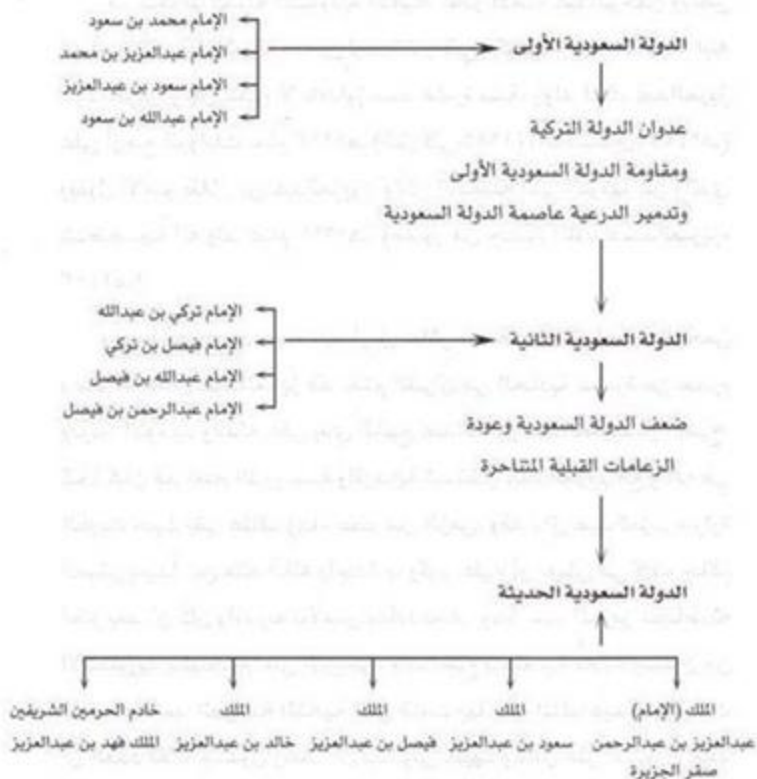 الإمام محمد بن سعود
الدولة السعودية الأولى
الإمام عبدالعزيز بن محمد
الإمام سعود بن عبدالعزيز
الإمام عبدالله بن سعود
عدوان الدولة التركية
ومقاومة الدولة السعودية الأولى
وتدمير الدرعية عاصمة الدولة السعودية
الإمام تركي بن عبدالله
الدولة السعودية الثانية
الإمام فيصل بن تركي
الإمام عبدالله بن فيصل
الإمام عبدالرحمن بن فيصل
ضعف الدولة السعودية وعودة
الزعامات القبلية المتناحرة
الدولة السعودية الحديثة
الملك (الإمام)
عبدالعزيز بن عبدالرحمن
صقر الجزيرة
الملك
سعود بن عبدالعزيز
الملك
فيصل بن عبدالعزيز
الملك
خالد بن عبدالعزيز
خادم الحرمين الشريفين
الملك فهد بن عبدالعزيز